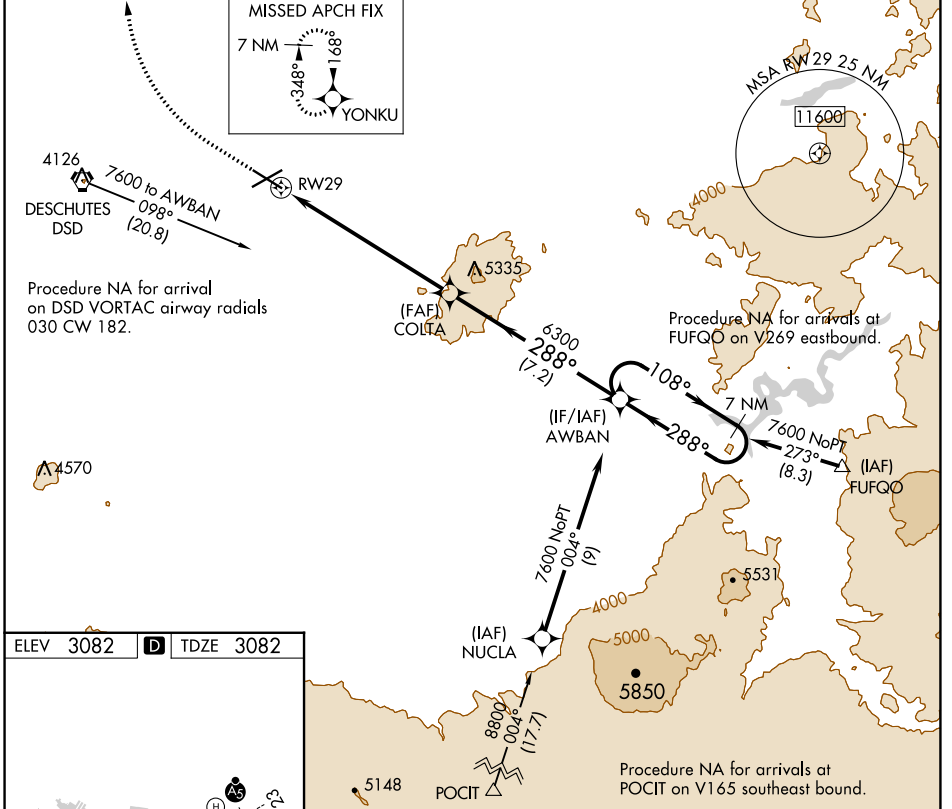 MISSED APCH FIX
7 NM
348°
168°
YONKU
MSA RW29 25 NM
11600
4126
7600 to AWBAN
098°
(20.8)
DESCHUTES
DSD
RW29
4000
Procedure NA for arrival
on DSD VORTAC airway radials
030 CW 182.
5335
(FAF)
COLTA
6300
288°
(7.2)
Procedure NA for arrivals at
FUFQO on V269 eastbound.
108°
7 NM
(IF/IAF)
AWBAN
288°
7600 NoPT
273°
(8.3)
(IAF)
FUFQO
4570
7600 NoPT
004°
(9)
5531
4000
5000
(IAF)
NUCLA
5850
ELEV 3082 D TDZE 3082
8800
004°
(17.7)
5148
POCIT
Procedure NA for arrivals at
POCIT on V165 southeast bound.
A5
H
23